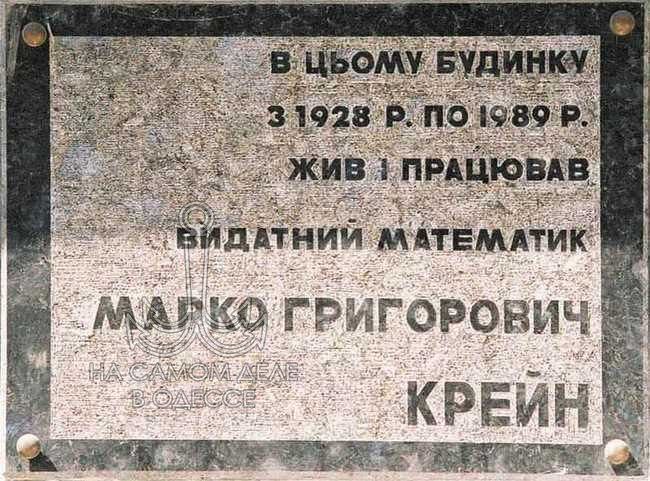 В ЦЬОМУ БУДИНКУ
З 1928 Р. ПО 1989 Р.
ЖИВ І ПРАЦЮВАВ
ВИДАТНИЙ МАТЕМАТИК
МАРКО ГРИГОРОВИЧ
НА САМОМ ДЕЛЕ
В ОДЕССЕ
КРЕЙН